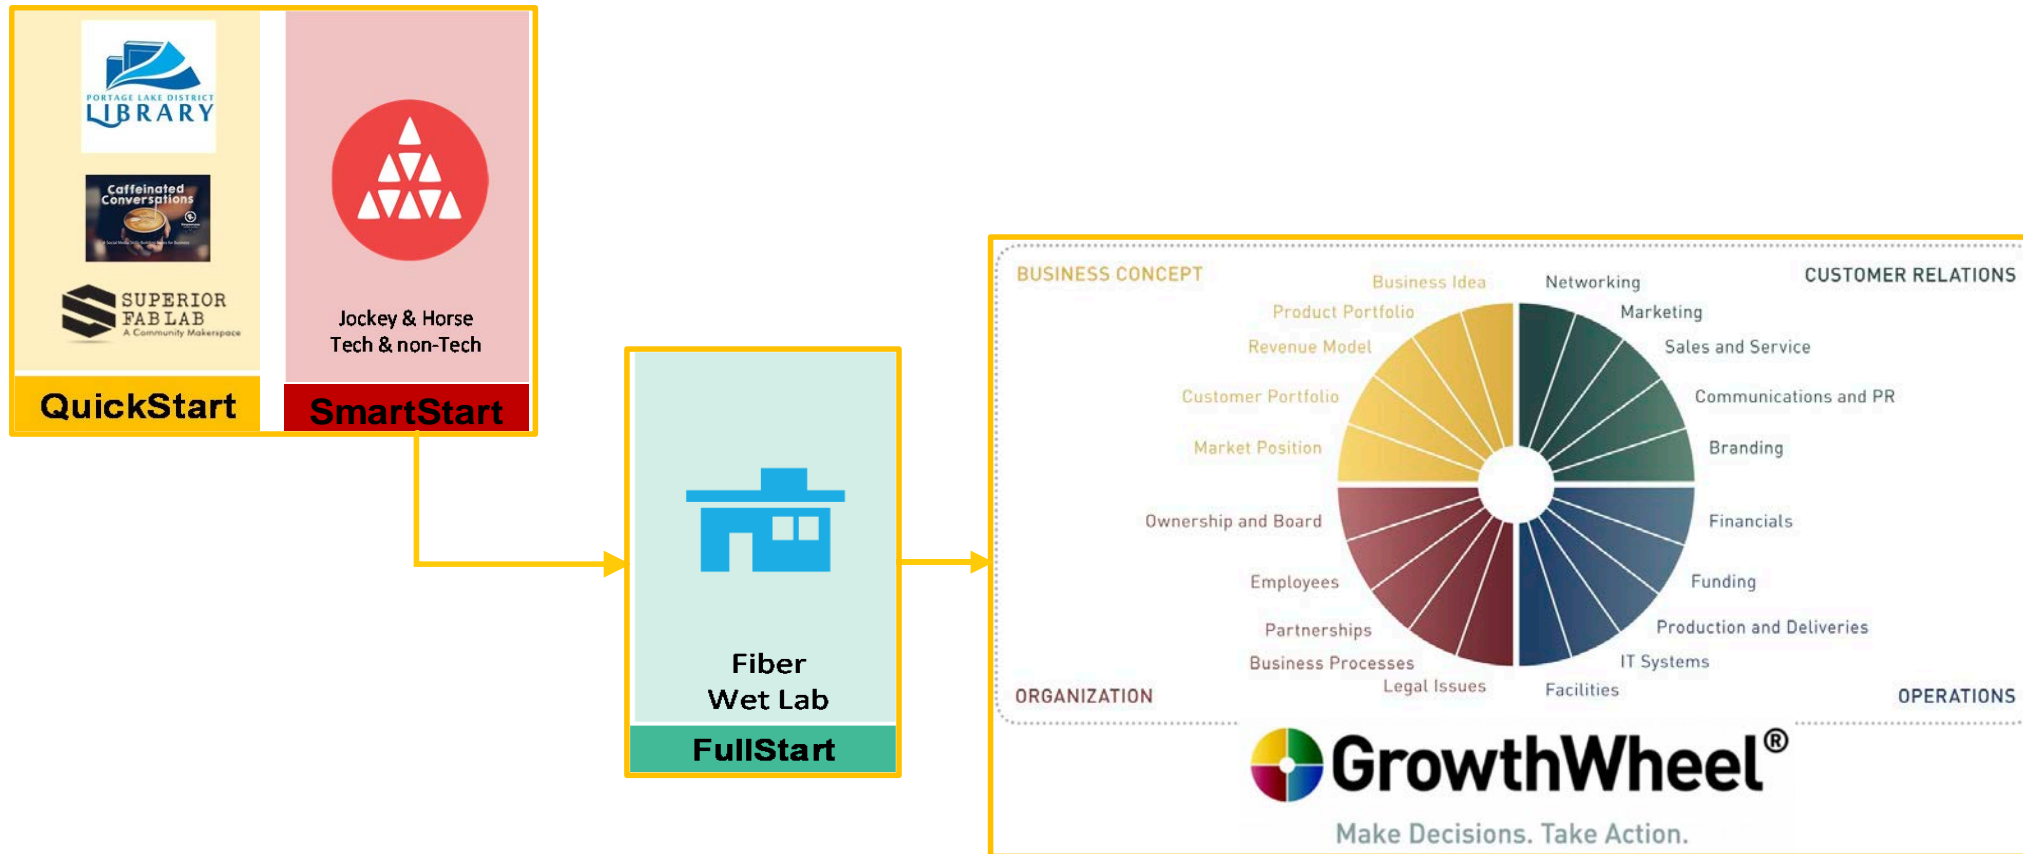 PORTAGE LAKE DISTRICT
LIBRARY
Caffeinated
Conversations
SUPERIOR
FAB LAB
A Community Makerspace
QuickStart
Jockey & Horse
Tech & non-Tech
SmartStart
Fiber
Wet Lab
FullStart
BUSINESS CONCEPT
CUSTOMER RELATIONS
Business Idea
Product Portfolio
Revenue Model
Customer Portfolio
Market Position
Networking
Marketing
Sales and Service
Communications and PR
Branding
Ownership and Board
Employees
Partnerships
Business Processes
Legal Issues
Financials
Funding
Production and Deliveries
IT Systems
Facilities
ORGANIZATION
OPERATIONS
GrowthWheel®
Make Decisions. Take Action.